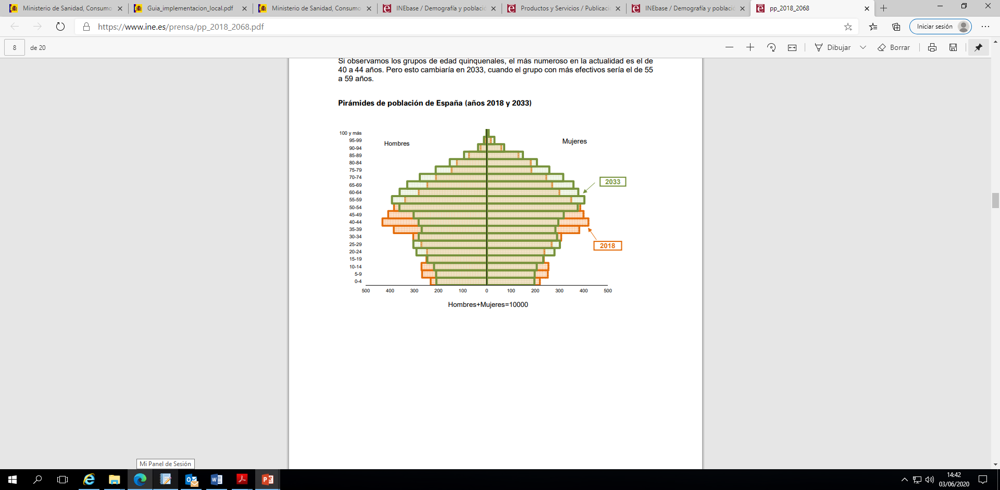 Ministerio de Sanidad, Consumo
Guia_implementacion_local.pdf
Ministerio de Sanidad, Consumo
INEbase / Demografía y població
Productos y Servicios / Publicaci
INEbase / Demografía y població
pp_2018_2068
https://www.ine.es/prensa/pp_2018_2068.pdf
Iniciar sesión
8 de 20
Dibujar
Borrar
Si observamos los grupos de edad quinquenales, el más numeroso en la actualidad es el de
40 a 44 años. Pero esto cambiaría en 2033, cuando el grupo con más efectivos sería el de 55
a 59 años.
Pirámides de población de España (años 2018 y 2033)
Hombres
Mujeres
100 y más
95-99
90-94
85-89
80-84
75-79
70-74
65-69
60-64
55-59
50-54
45-49
40-44
35-39
30-34
25-29
20-24
15-19
10-14
5-9
0-4
2033
2018
500 400 300 200 100 0 100 200 300 400 500
Hombres+Mujeres=10000
Mi Panel de Sesión
14:42
03/06/2020